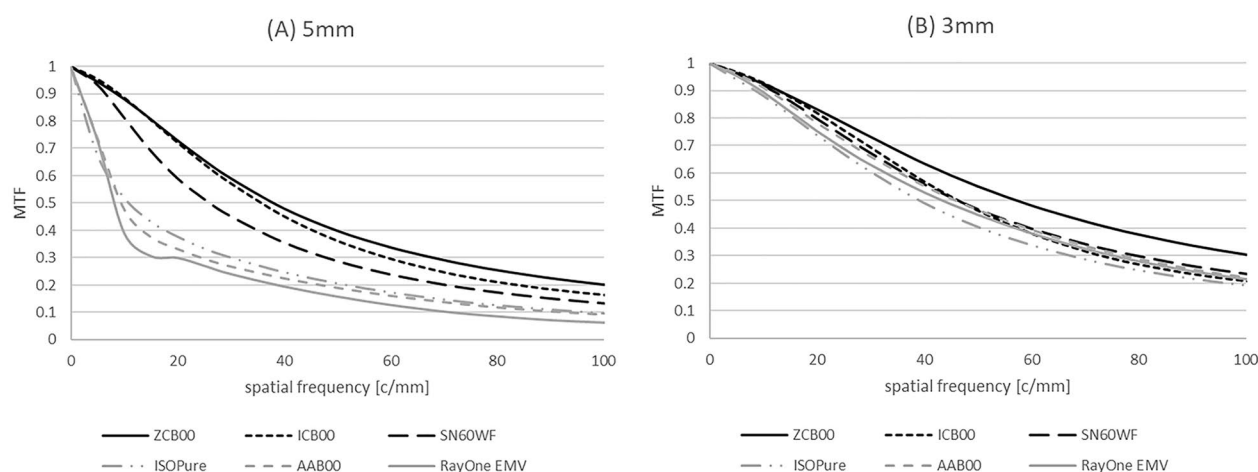 (A) 5mm
1
0.9
0.8
0.7
0.6
0.5
0.4
0.3
0.2
0.1
0
MTF
0 20 40 60 80 100
spatial frequency [c/mm]
ZCB00 ICB00 SN60WF
ISOPure AAB00 RayOne EMV
(B) 3mm
1
0.9
0.8
0.7
0.6
0.5
0.4
0.3
0.2
0.1
0
MTF
0 20 40 60 80 100
spatial frequency [c/mm]
ZCB00 ICB00 SN60WF
ISOPure AAB00 RayOne EMV